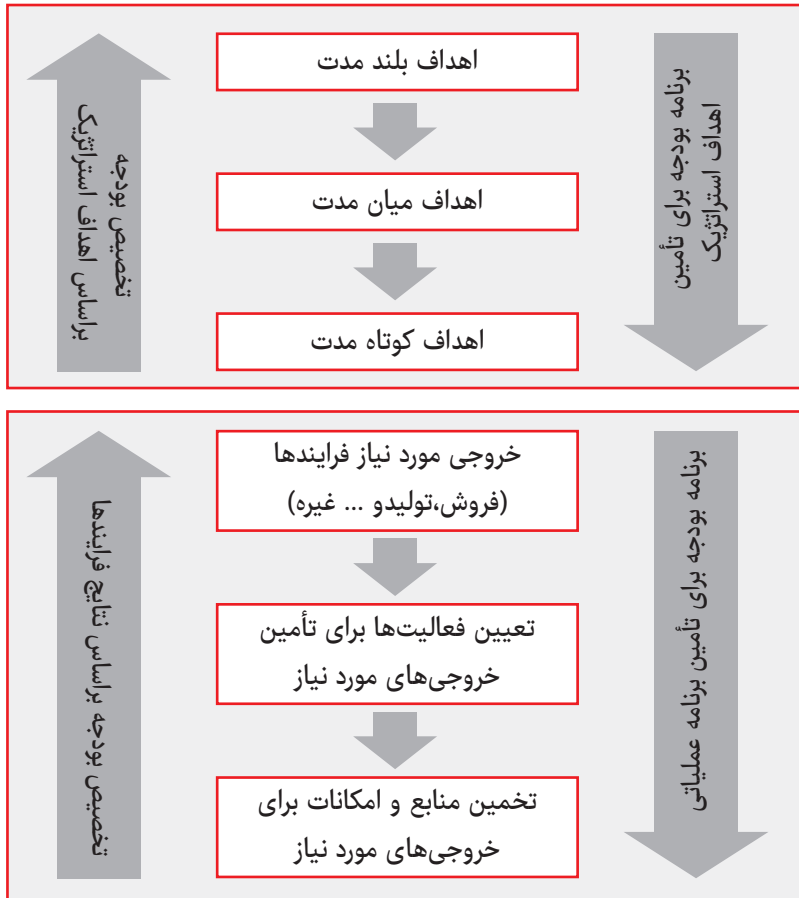 اهداف بلند مدت
اهداف میان مدت
اهداف کوتاه مدت
برنامه بودجه برای تأمین
اهداف استراتژیک
تخصیص بودجه
براساس اهداف استراتژیک
خروجی مورد نیاز فرایندها
(فروش،تولیدو ... غیره)
تعیین فعالیت‌ها برای تأمین
خروجی‌های مورد نیاز
تخمین منابع و امکانات برای
خروجی‌های مورد نیاز
برنامه بودجه برای تأمین برنامه عملیاتی
تخصیص بودجه براساس نتایج فرایندها